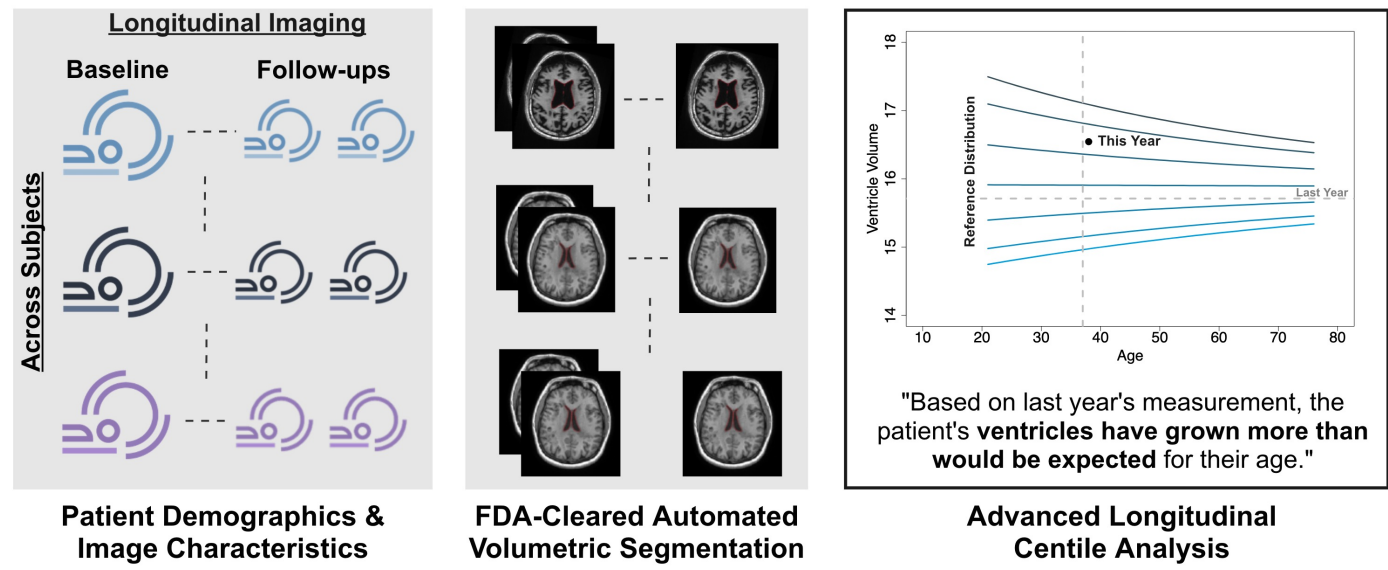 Longitudinal Imaging
Baseline
Follow-ups
Across Subjects
Patient Demographics &
Image Characteristics
FDA-Cleared Automated
Volumetric Segmentation
18
17
16
15
14
Ventricle Volume
Reference Distribution
This Year
Last Year
10 20 30 40 50 60 70 80
Age
"Based on last year's measurement, the
patient's ventricles have grown more than
would be expected for their age."
Advanced Longitudinal
Centile Analysis